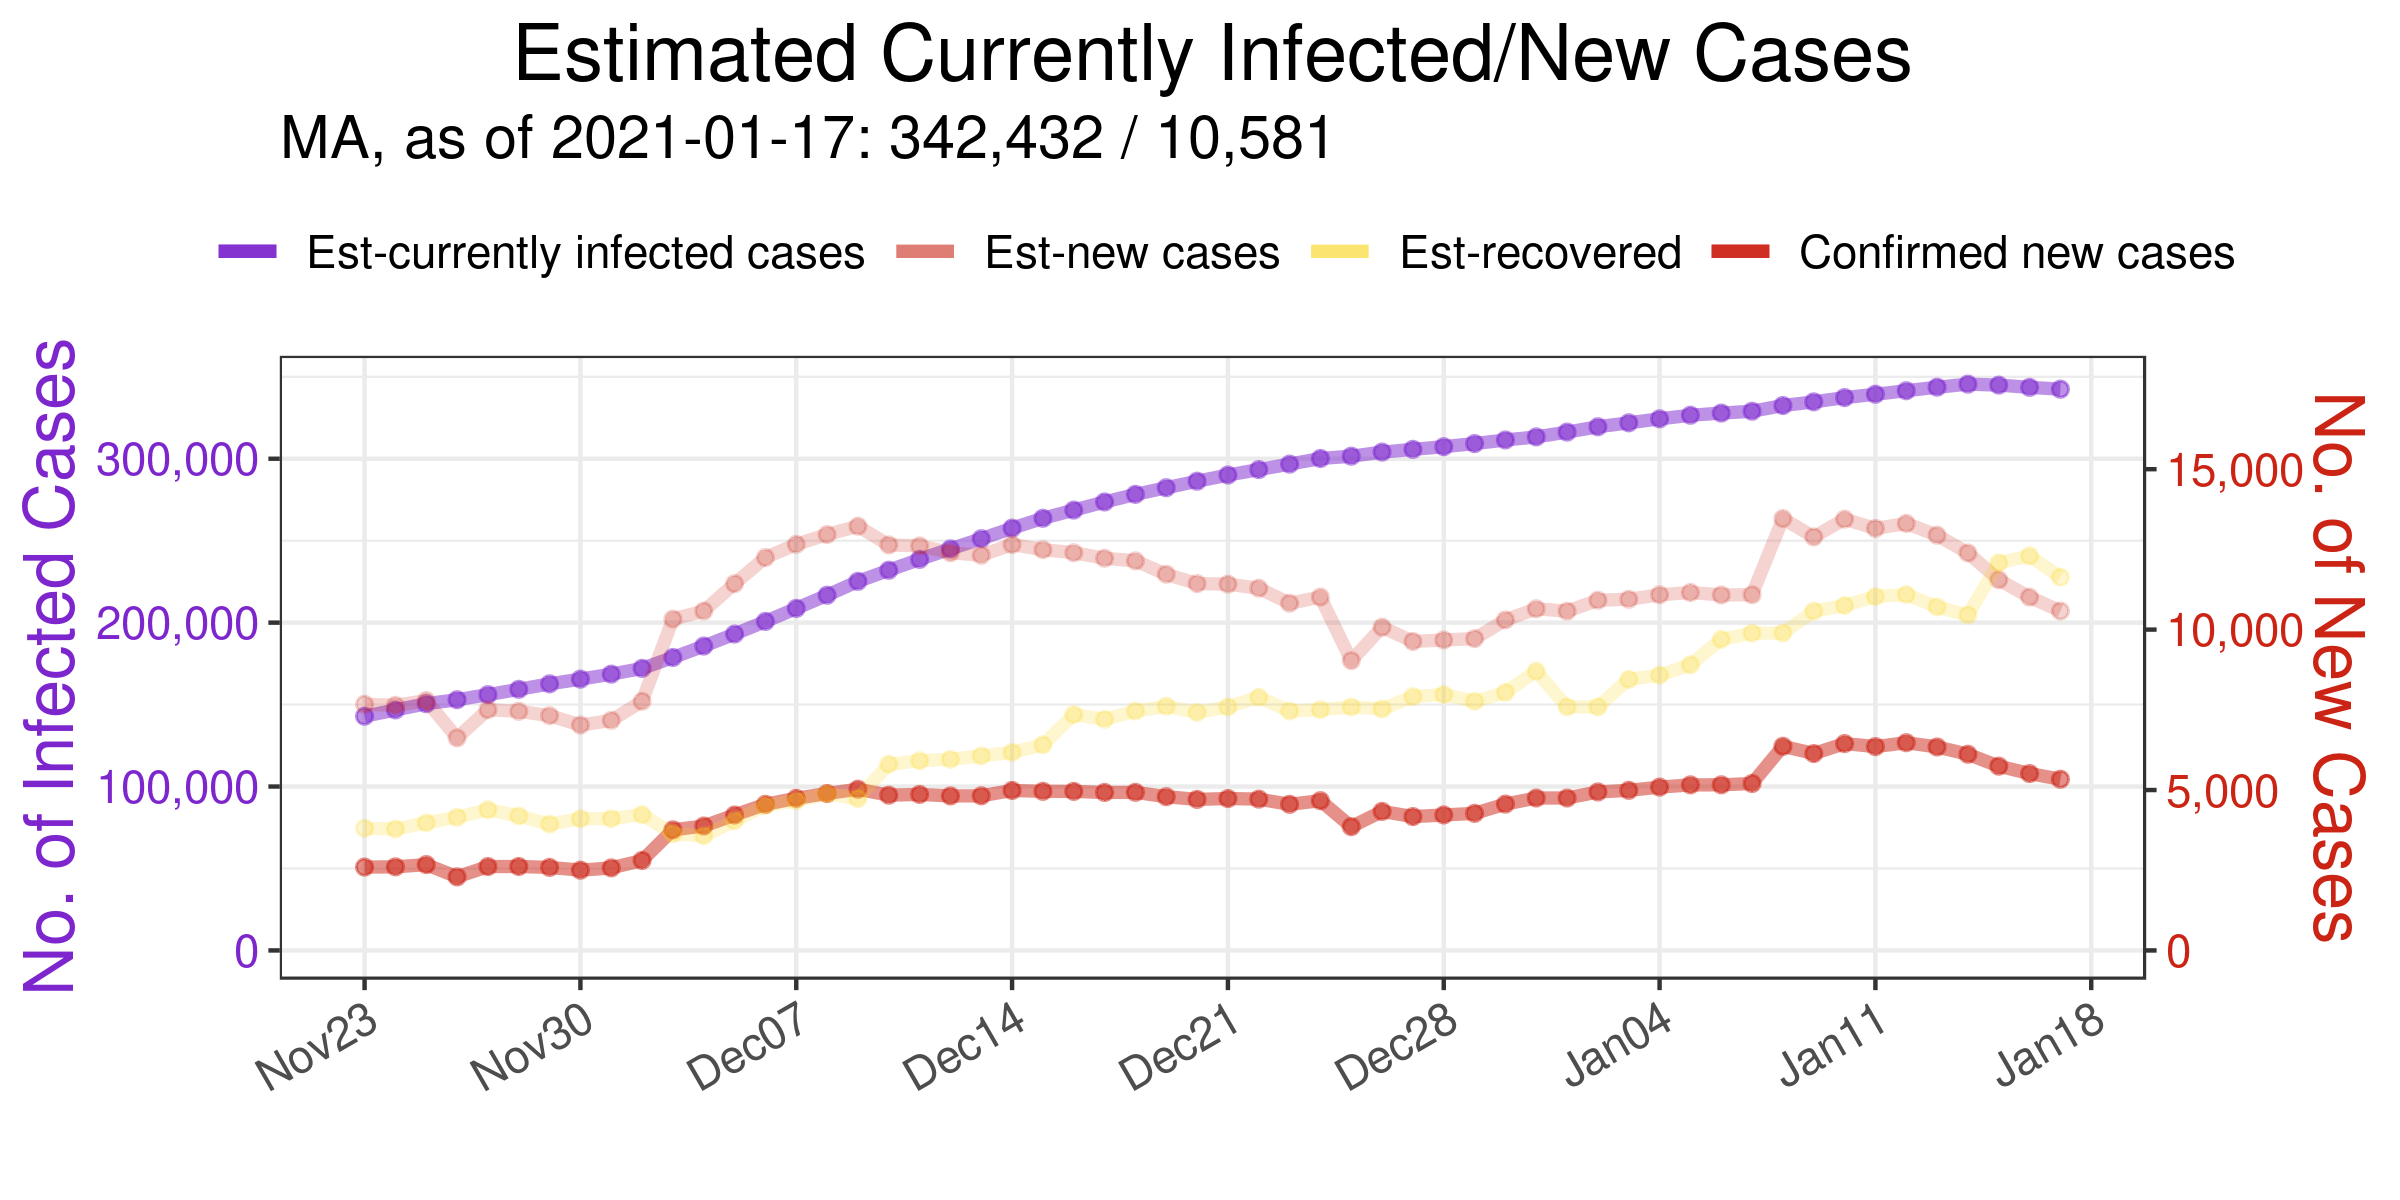 Estimated Currently Infected/New Cases
MA, as of 2021-01-17: 342,432 / 10,581
Est-currently infected cases Est-new cases Est-recovered Confirmed new cases
No. of Infected Cases
300,000
200,000
100,000
0
15,000
10,000
5,000
0
No. of New Cases
Nov23 Nov30 Dec07 Dec14 Dec21 Dec28 Jan04 Jan11 Jan18